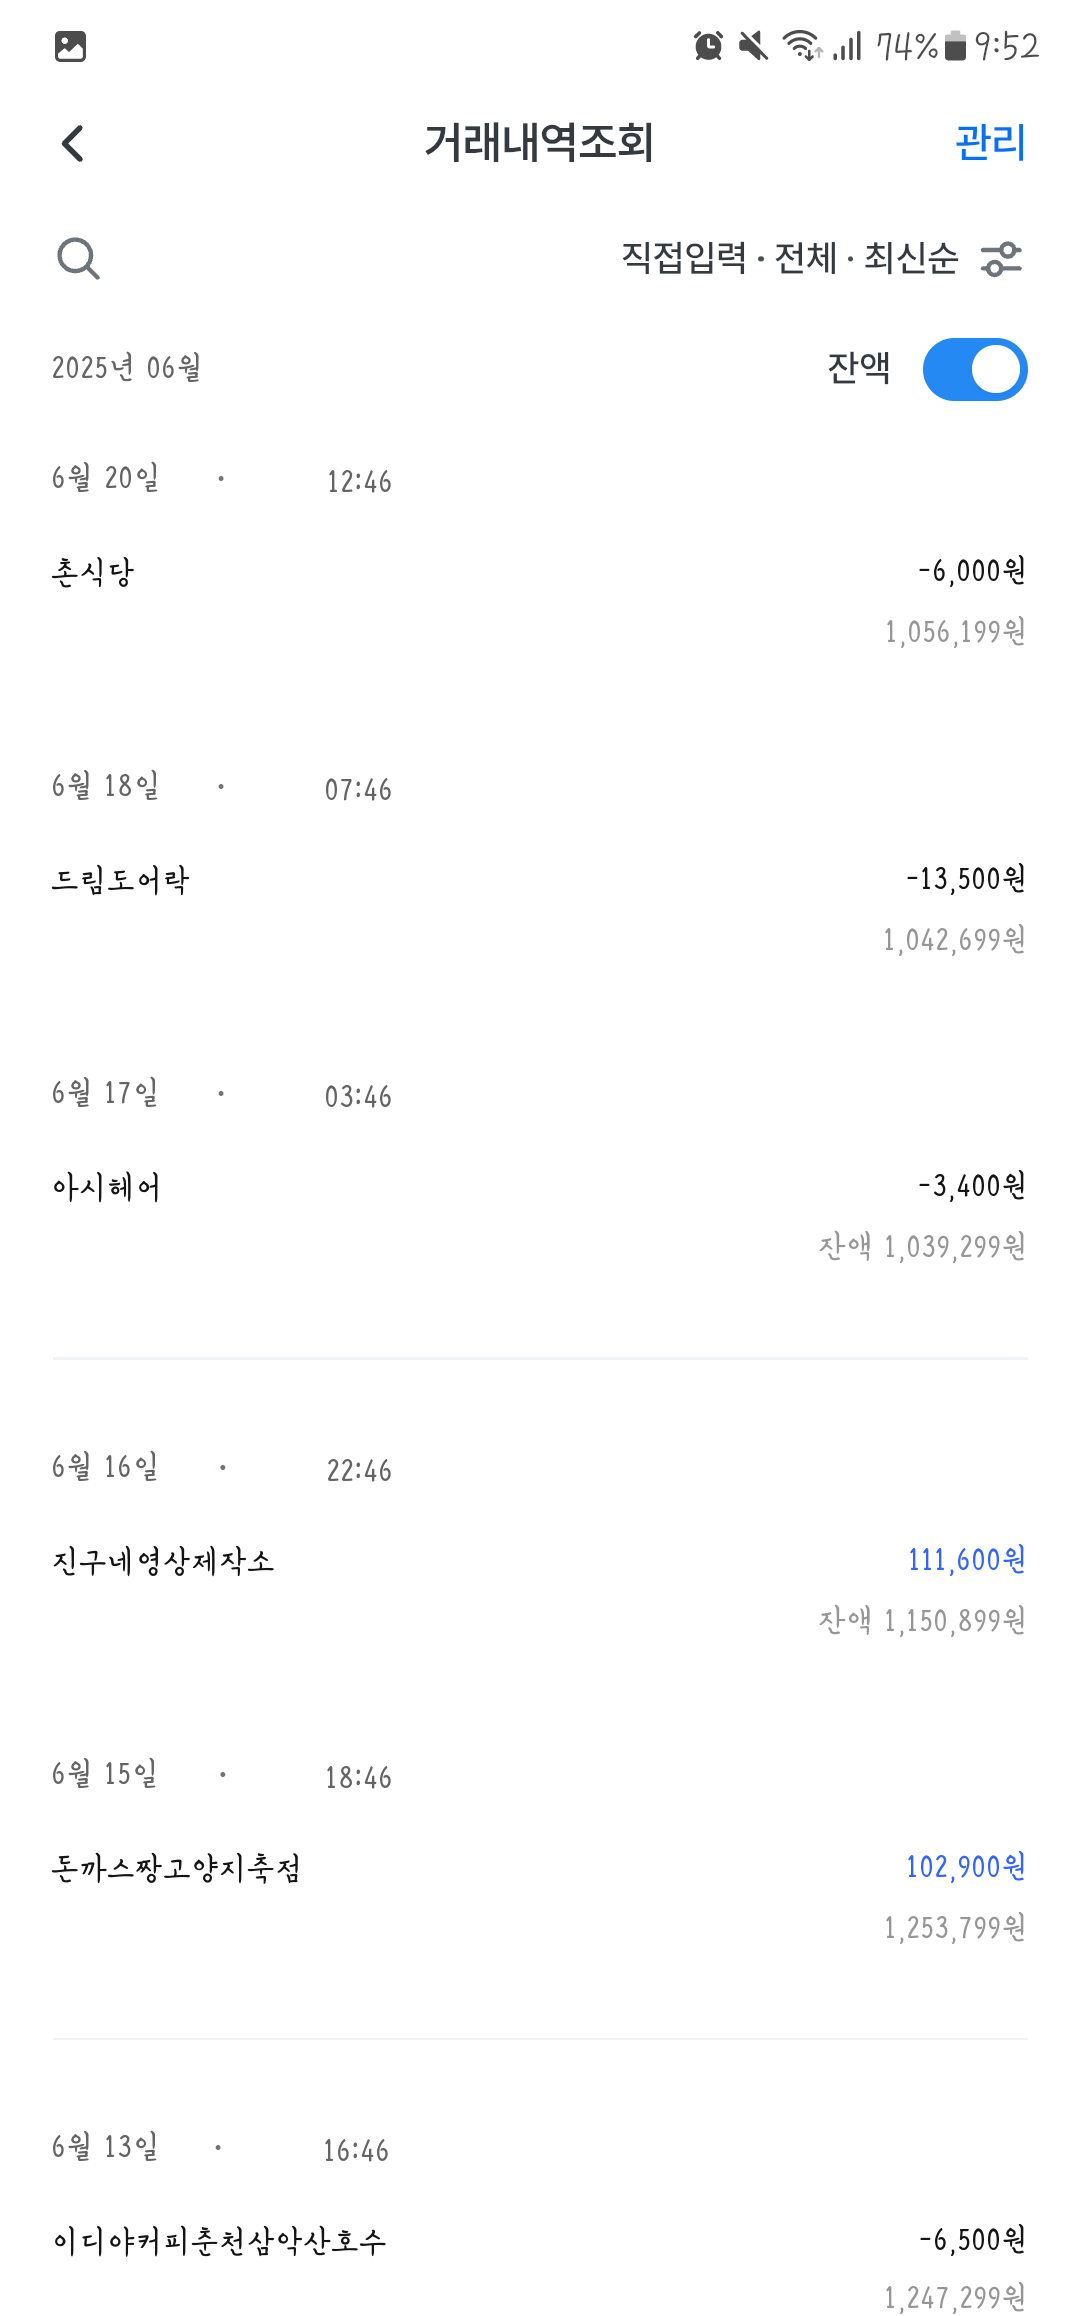 74% 9:52
거래내역조회 관리
직접입력 · 전체 · 최신순
2025년 06월 잔액
6월 20일 · 12:46
촌식당 -6,000원
1,056,199원
6월 18일 · 07:46
드림도어락 -13,500원
1,042,699원
6월 17일 · 03:46
아시헤어 -3,400원
잔액 1,039,299원
6월 16일 · 22:46
진구네영상제작소 111,600원
잔액 1,150,899원
6월 15일 · 18:46
돈까스짱고양지축점 102,900원
1,253,799원
6월 13일 · 16:46
이디야커피춘천삼악산호수 -6,500원
1,247,299원